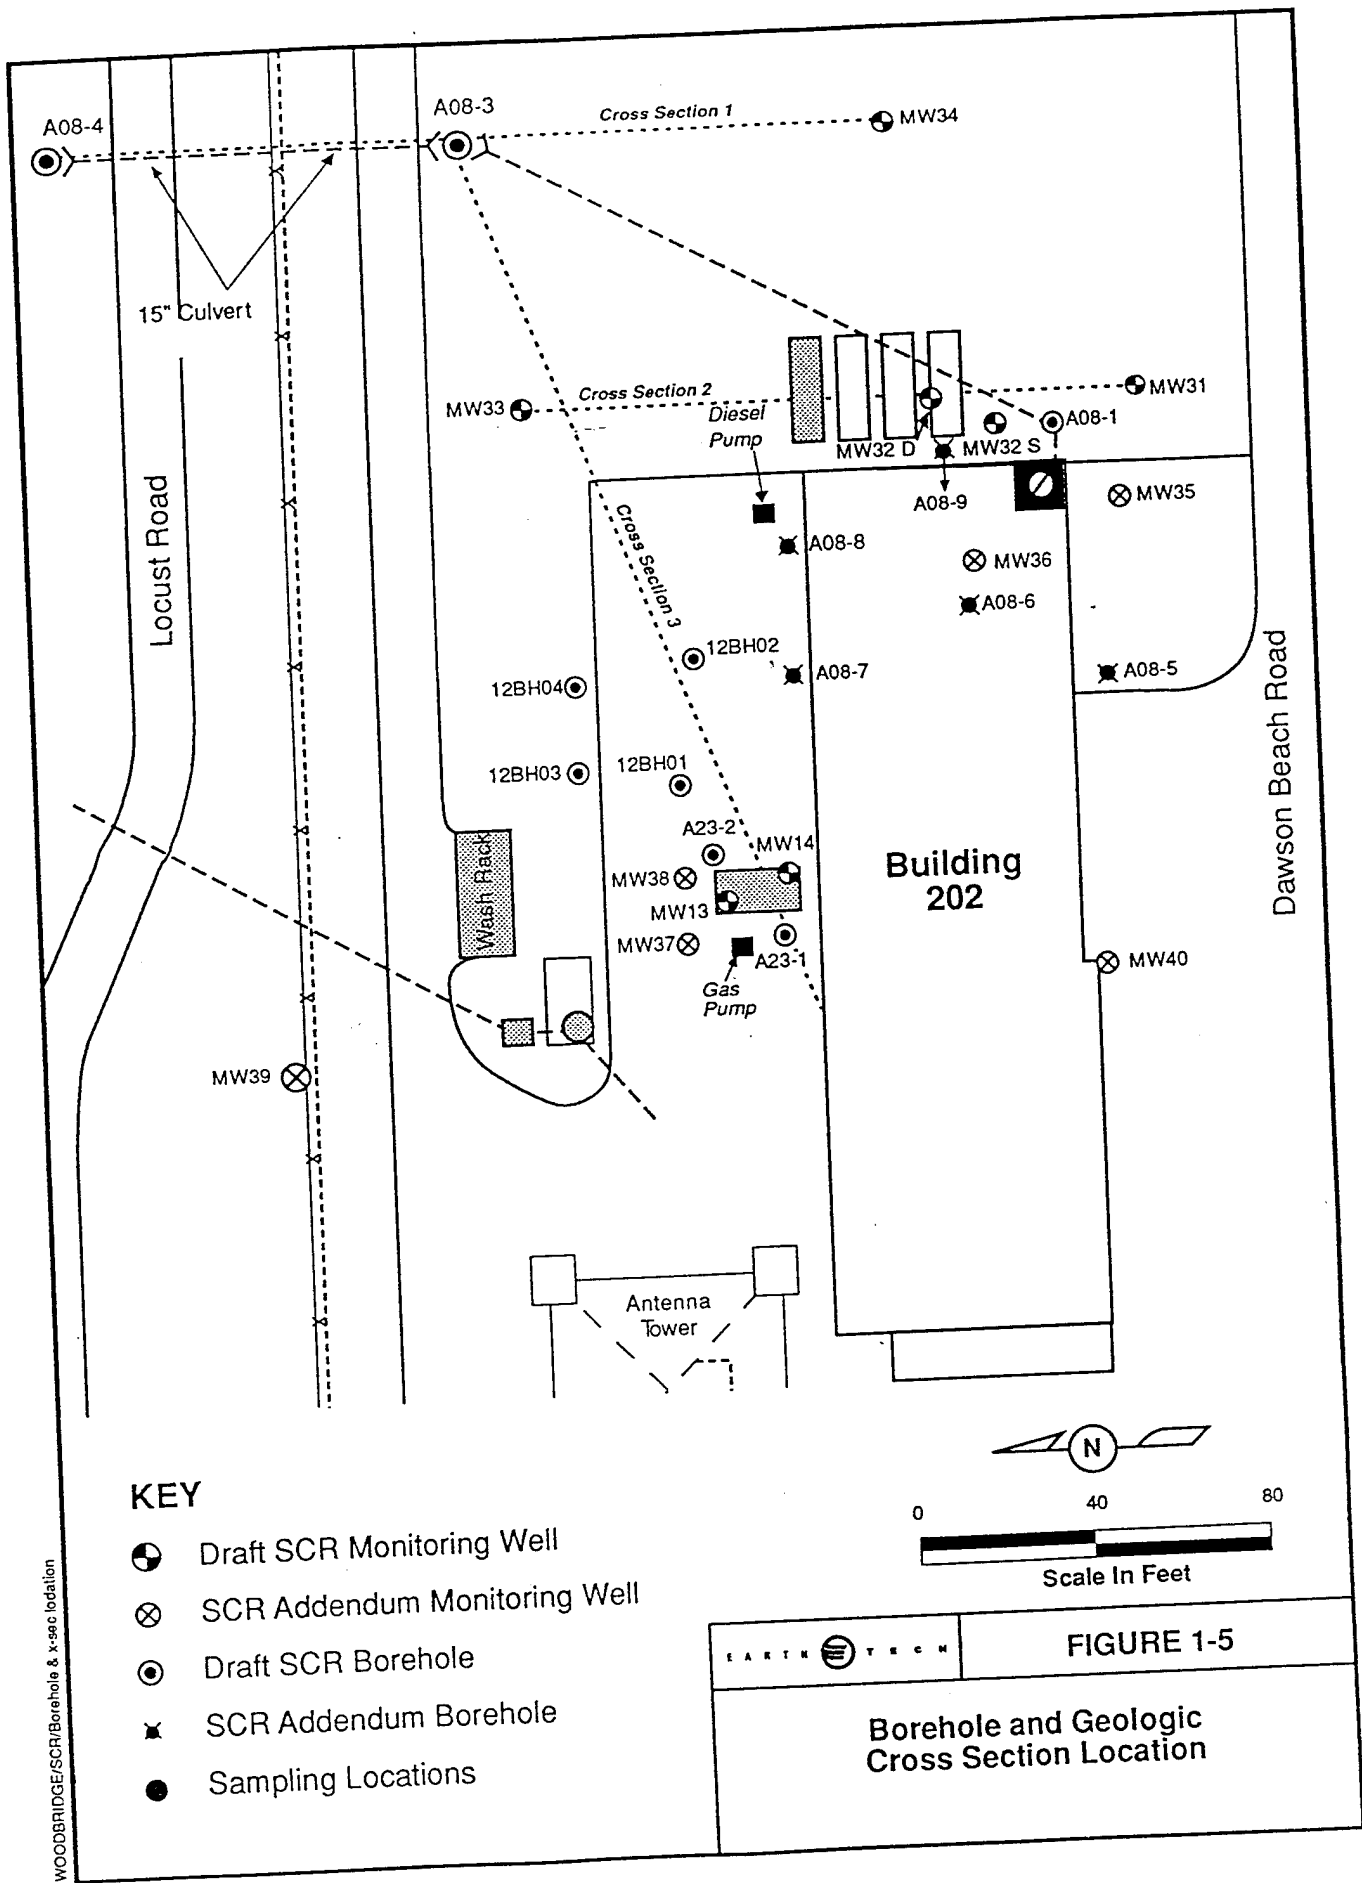 A08-4
A08-3
Cross Section 1
MW34
15" Culvert
MW33
Cross Section 2
Diesel
Pump
MW31
A08-1
MW32 D
MW32 S
A08-9
MW35
Locust Road
Cross Section 3
A08-8
MW36
A08-6
12BH02
A08-7
A08-5
12BH04
12BH03
12BH01
Dawson Beach Road
A23-2
MW14
MW38
MW13
Wash Rack
Building
202
MW37
A23-1
MW40
Gas
Pump
MW39
Antenna
Tower
N
0 40 80
Scale In Feet
KEY
Draft SCR Monitoring Well
SCR Addendum Monitoring Well
Draft SCR Borehole
SCR Addendum Borehole
Sampling Locations
WOODBRIDGE/SCR/Borehole & x-sec lodation
EARTH TECH
FIGURE 1-5
Borehole and Geologic
Cross Section Location